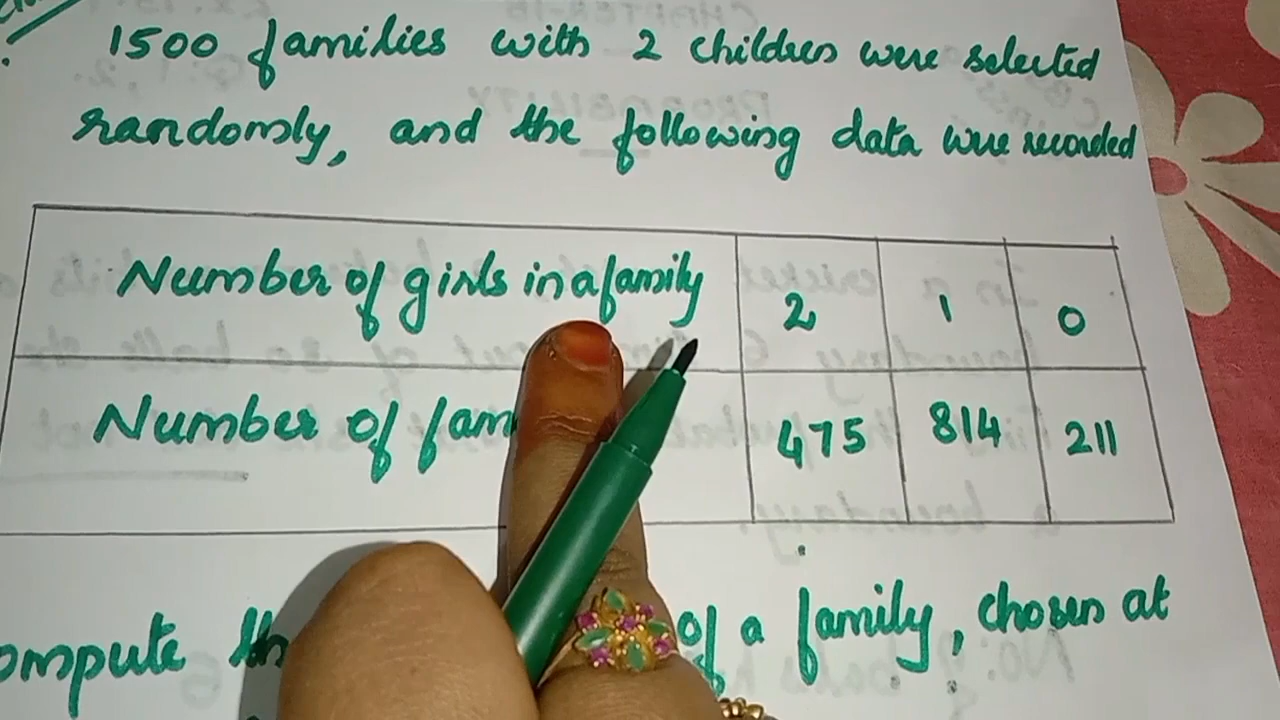 1500 families with 2 children were selected
randomly, and the following data were recorded
Number of girls in a family 2 1 0
Number of fam 475 814 211
ompute th of a family, chosen at